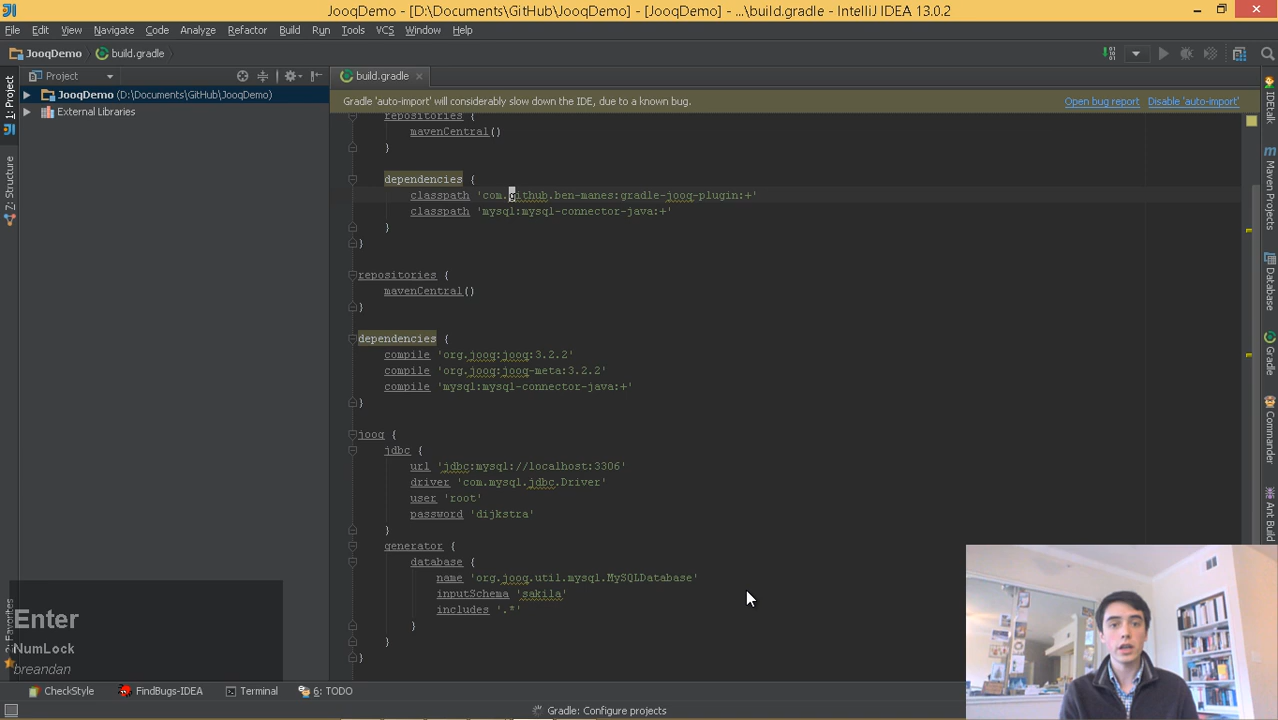 JooqDemo - [D:\Documents\GitHub\JooqDemo] - [JooqDemo] - ...\build.gradle - IntelliJ IDEA 13.0.2
File Edit View Navigate Code Analyze Refactor Build Run Tools VCS Window Help
JooqDemo build.gradle
Project
build.gradle
JooqDemo (D:\Documents\GitHub\JooqDemo)
External Libraries
1: Project
7: Structure
2: Favorites
Gradle 'auto-import' will considerably slow down the IDE, due to a known bug. Open bug report Disable 'auto-import'
repositories {
mavenCentral()
}
dependencies {
classpath 'com.github.ben-manes:gradle-jooq-plugin:+'
classpath 'mysql:mysql-connector-java:+'
}
}
repositories {
mavenCentral()
}
dependencies {
compile 'org.jooq:jooq:3.2.2'
compile 'org.jooq:jooq-meta:3.2.2'
compile 'mysql:mysql-connector-java:+'
}
jooq {
jdbc {
url 'jdbc:mysql://localhost:3306'
driver 'com.mysql.jdbc.Driver'
user 'root'
password 'dijkstra'
}
generator {
database {
name 'org.jooq.util.mysql.MySQLDatabase'
inputSchema 'sakila'
includes '.*'
}
}
}
IDEtalk
Maven Projects
Database
Gradle
Commander
Ant Build
Enter
NumLock
breandan
CheckStyle FindBugs-IDEA Terminal 6: TODO
Gradle: Configure projects